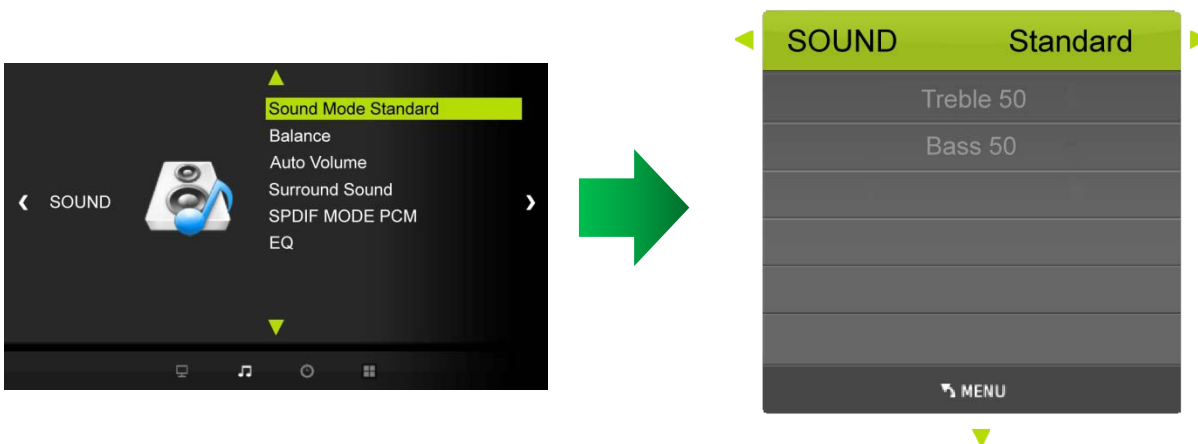 Sound Mode Standard
Balance
Auto Volume
Surround Sound
SOUND
SPDIF MODE PCM
EQ
SOUND Standard
Treble 50
Bass 50
MENU